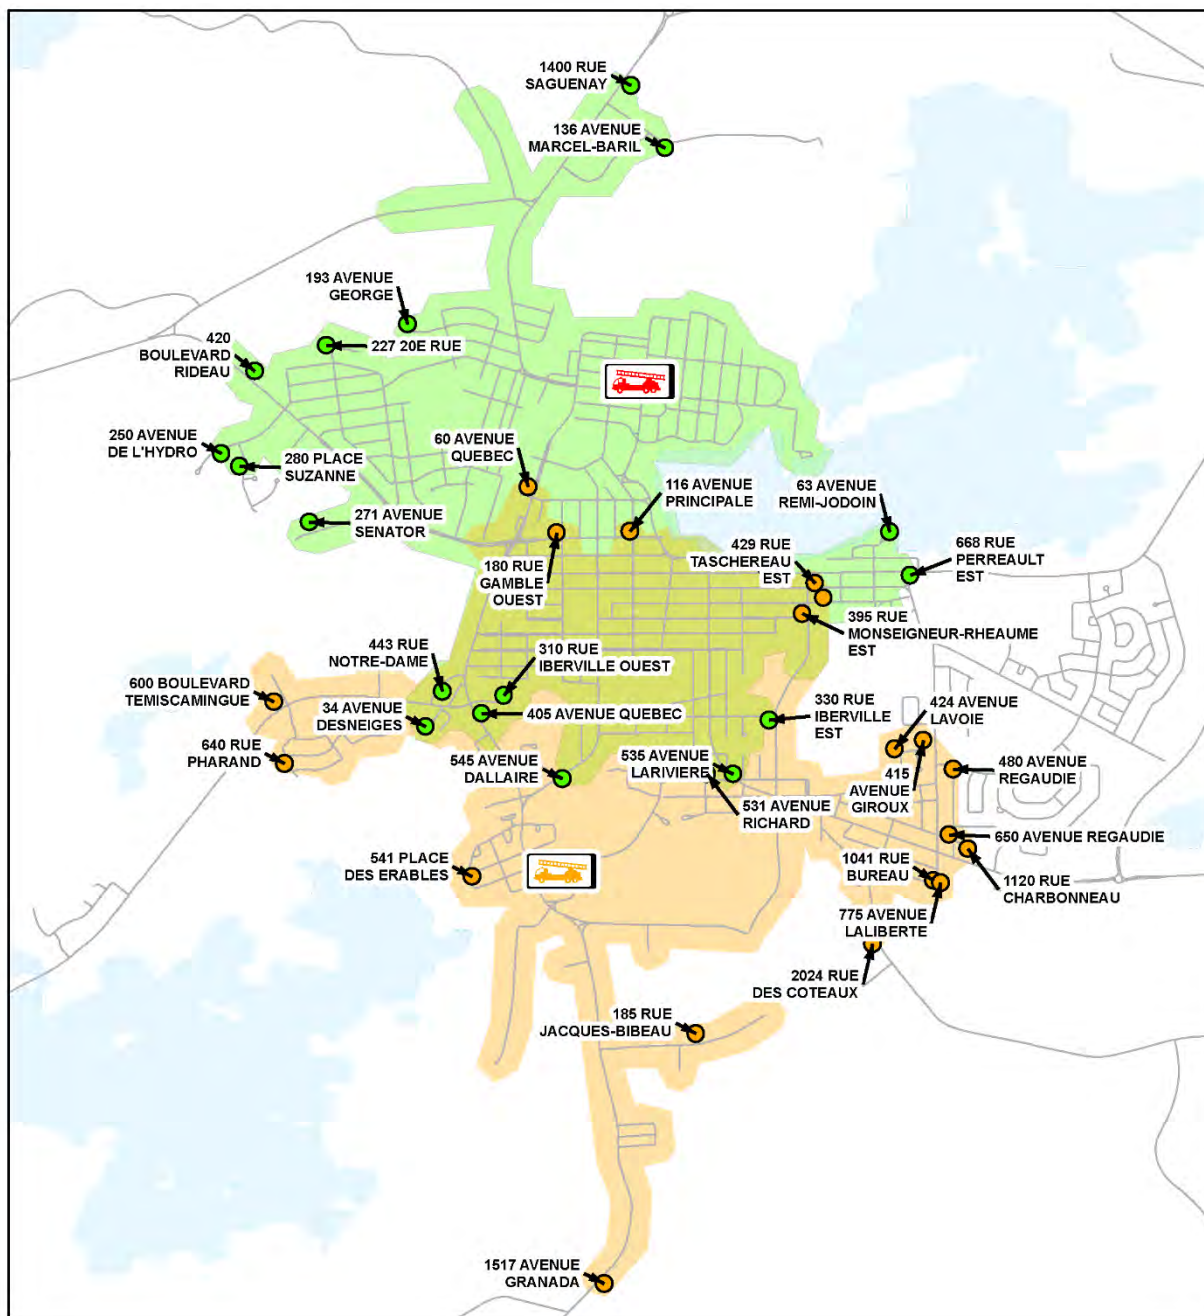 1400 RUE
SAGUENAY
136 AVENUE
MARCEL-BARIL
193 AVENUE
GEORGE
227 20E RUE
420
BOULEVARD
RIDEAU
250 AVENUE
DE L'HYDRO
280 PLACE
SUZANNE
60 AVENUE
QUEBEC
116 AVENUE
PRINCIPALE
63 AVENUE
REMI-JODOIN
271 AVENUE
SENATOR
180 RUE
GAMBLE
OUEST
429 RUE
TASCHEREAU
EST
668 RUE
PERREAULT
EST
395 RUE
MONSEIGNEUR-RHEAUME
EST
443 RUE
NOTRE-DAME
310 RUE
IBERVILLE OUEST
600 BOULEVARD
TEMISCAMINGUE
34 AVENUE
DESNEIGES
405 AVENUE QUEBEC
330 RUE
IBERVILLE
EST
424 AVENUE
LAVOIE
640 RUE
PHARAND
545 AVENUE
DALLAIRE
535 AVENUE
LARIVIERE
415
AVENUE
GIROUX
480 AVENUE
REGAUDIE
531 AVENUE
RICHARD
650 AVENUE REGAUDIE
541 PLACE
DES ERABLES
1041 RUE
BUREAU
1120 RUE
CHARBONNEAU
775 AVENUE
LALIBERTE
2024 RUE
DES COTEAUX
185 RUE
JACQUES-BIBEAU
1517 AVENUE
GRANADA